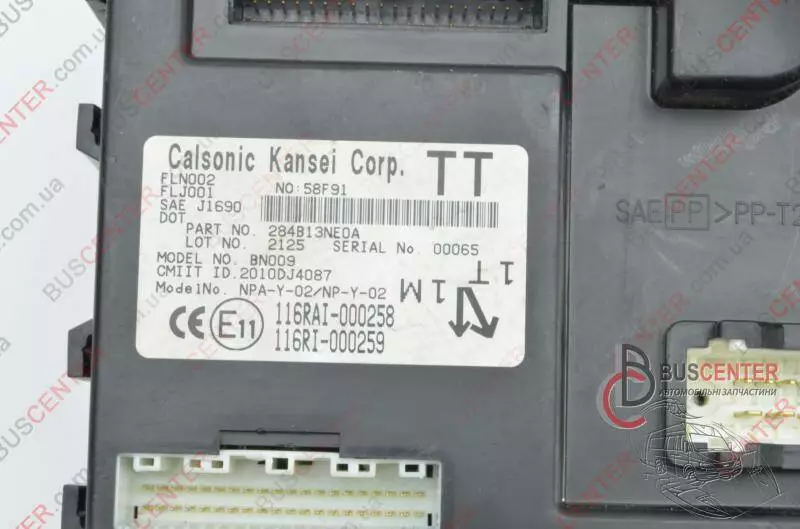 Calsonic Kansei Corp. TT
FLN002
FLJ001 NO:58F91
SAE J1690
DOT
PART NO. 284B13NE0A
LOT NO. 2125 SERIAL No. 00065
MODEL NO. BN009
CMIIT ID.2010DJ4087
ModelNo. NPA-Y-02/NP-Y-02
1M
1T
CE E11 116RAI-000258
116RI-000259
SAE PP >PP-T2
BUSCENTER
АВТОМОБІЛЬНІ ЗАПЧАСТИНИ
BUSCENTER.com.ua